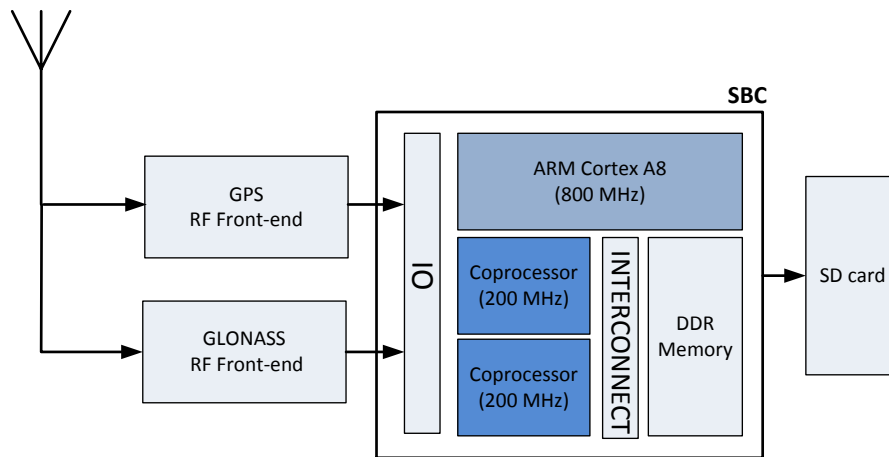 SBC
GPS
RF Front-end
GLONASS
RF Front-end
IO
ARM Cortex A8
(800 MHz)
Coprocessor
(200 MHz)
Coprocessor
(200 MHz)
INTERCONNECT
DDR
Memory
SD card